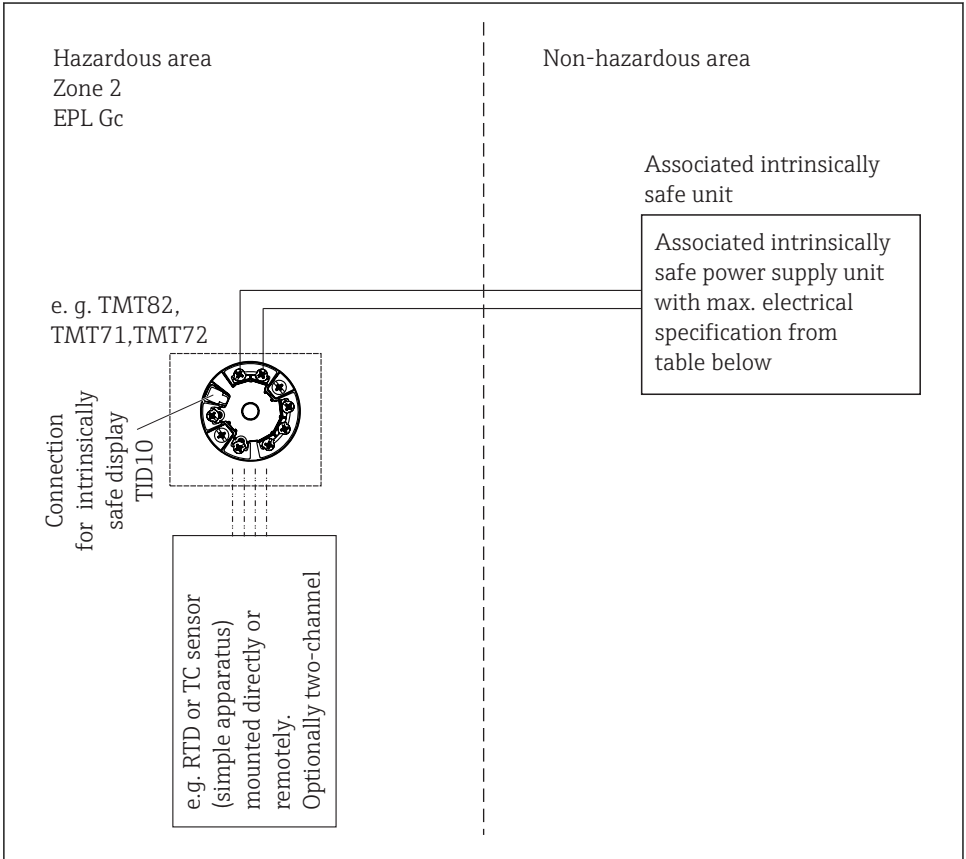 Hazardous area
Zone 2
EPL Gc
Non-hazardous area
Associated intrinsically
safe unit
Associated intrinsically
safe power supply unit
with max. electrical
specification from
table below
e. g. TMT82,
TMT71,TMT72
Connection
for intrinsically
safe display
TID10
e.g. RTD or TC sensor
(simple apparatus)
mounted directly or
remotely.
Optionally two-channel